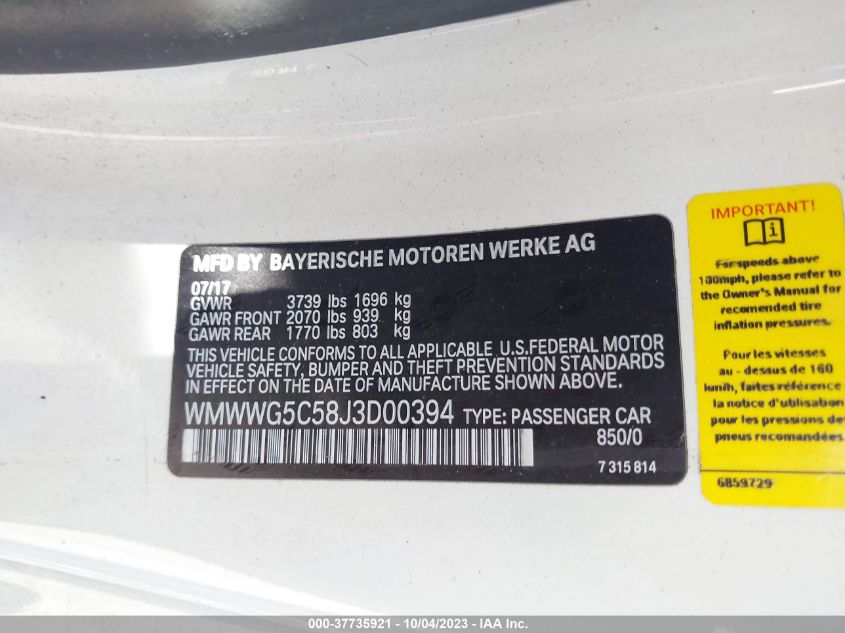 MFD BY BAYERISCHE MOTOREN WERKE AG
07/17
GVWR 3739 lbs 1696 kg
GAWR FRONT 2070 lbs 939 kg
GAWR REAR 1770 lbs 803 kg
THIS VEHICLE CONFORMS TO ALL APPLICABLE U.S.FEDERAL MOTOR
VEHICLE SAFETY, BUMPER AND THEFT PREVENTION STANDARDS
IN EFFECT ON THE DATE OF MANUFACTURE SHOWN ABOVE.
WMWWG5C58J3D00394 TYPE: PASSENGER CAR
850/0
7 315 814
IMPORTANT!
i
For speeds above
100mph, please refer to
the Owner's Manual for
recomended tire
inflation pressures.
Pour les vitesses
au - dessus de 160
km/h, faites référence
la notice d'utilisation
pour les pressions de
pneus recomandées
6859729
000-37735921 - 10/04/2023 - IAA Inc.